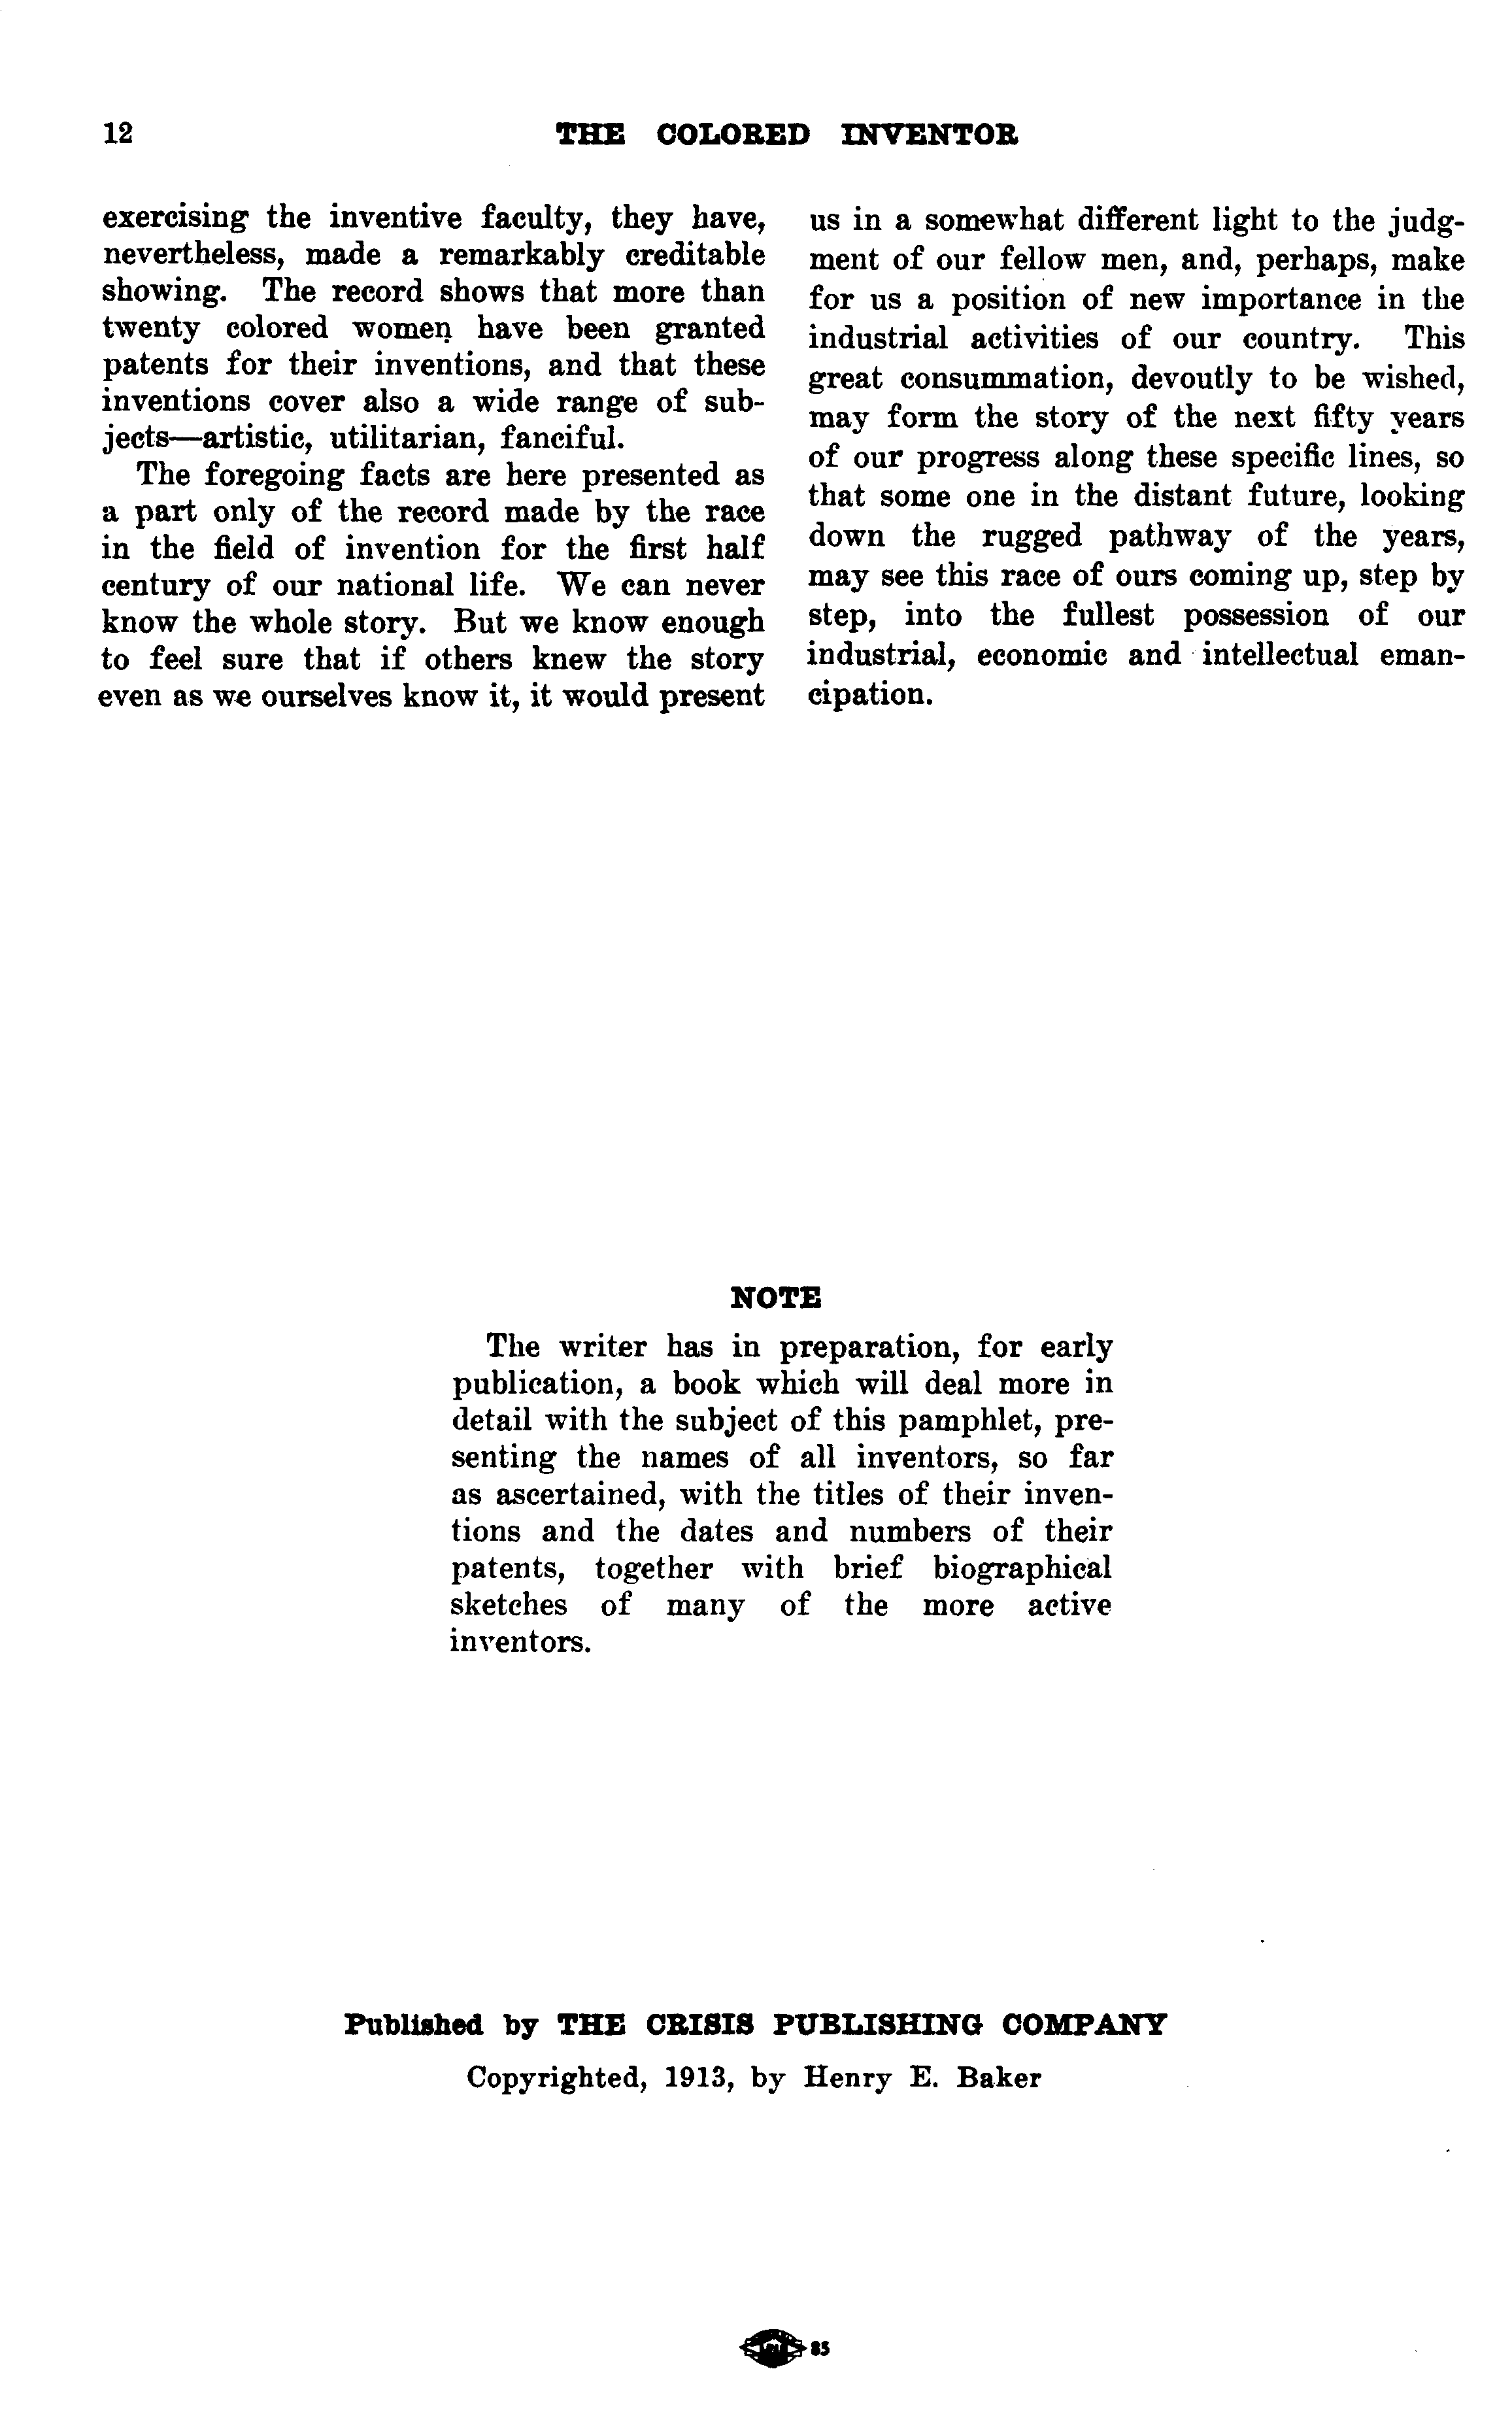 12 THE COLORED INVENTOR
exercising the inventive faculty, they have,
nevertheless, made a remarkably creditable
showing. The record shows that more than
twenty colored women have been granted
patents for their inventions, and that these
inventions cover also a wide range of sub-
jects—artistic, utilitarian, fanciful.
The foregoing facts are here presented as
a part only of the record made by the race
in the field of invention for the first half
century of our national life. We can never
know the whole story. But we know enough
to feel sure that if others knew the story
even as we ourselves know it, it would present
us in a somewhat different light to the judg-
ment of our fellow men, and, perhaps, make
for us a position of new importance in the
industrial activities of our country. This
great consummation, devoutly to be wished,
may form the story of the next fifty years
of our progress along these specific lines, so
that some one in the distant future, looking
down the rugged pathway of the years,
may see this race of ours coming up, step by
step, into the fullest possession of our
industrial, economic and intellectual eman-
cipation.
NOTE
The writer has in preparation, for early
publication, a book which will deal more in
detail with the subject of this pamphlet, pre-
senting the names of all inventors, so far
as ascertained, with the titles of their inven-
tions and the dates and numbers of their
patents, together with brief biographical
sketches of many of the more active
inventors.
Published by THE CRISIS PUBLISHING COMPANY
Copyrighted, 1913, by Henry E. Baker
85